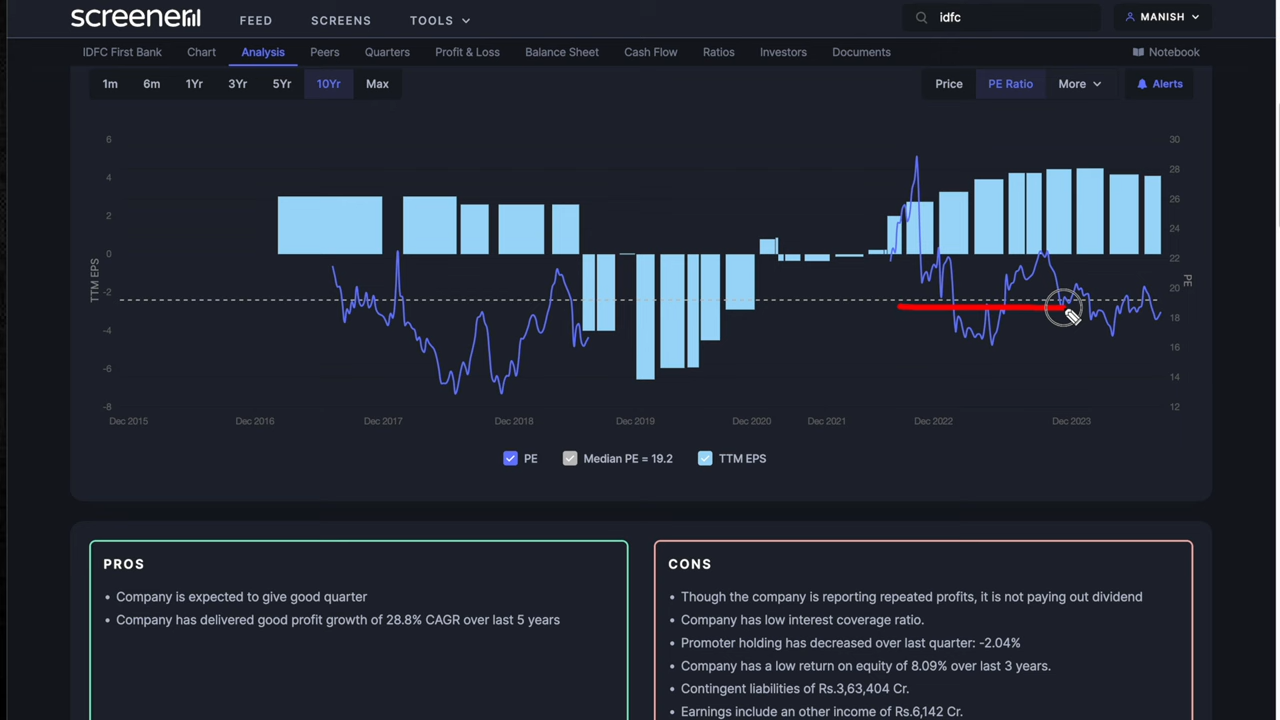 screener
FEED SCREENS TOOLS
idfc
MANISH
IDFC First Bank Chart Analysis Peers Quarters Profit & Loss Balance Sheet Cash Flow Ratios Investors Documents Notebook
1m 6m 1Yr 3Yr 5Yr 10Yr Max Price PE Ratio More Alerts
6 30
4 28
26
2 24
0 22
-2 20
-4 18
16
-6 14
-8 12
TTM EPS
PE
Dec 2015 Dec 2016 Dec 2017 Dec 2018 Dec 2019 Dec 2020 Dec 2021 Dec 2022 Dec 2023
PE Median PE = 19.2 TTM EPS
PROS
• Company is expected to give good quarter
• Company has delivered good profit growth of 28.8% CAGR over last 5 years
CONS
• Though the company is reporting repeated profits, it is not paying out dividend
• Company has low interest coverage ratio.
• Promoter holding has decreased over last quarter: -2.04%
• Company has a low return on equity of 8.09% over last 3 years.
• Contingent liabilities of Rs.3,63,404 Cr.
• Earnings include an other income of Rs.6,142 Cr.